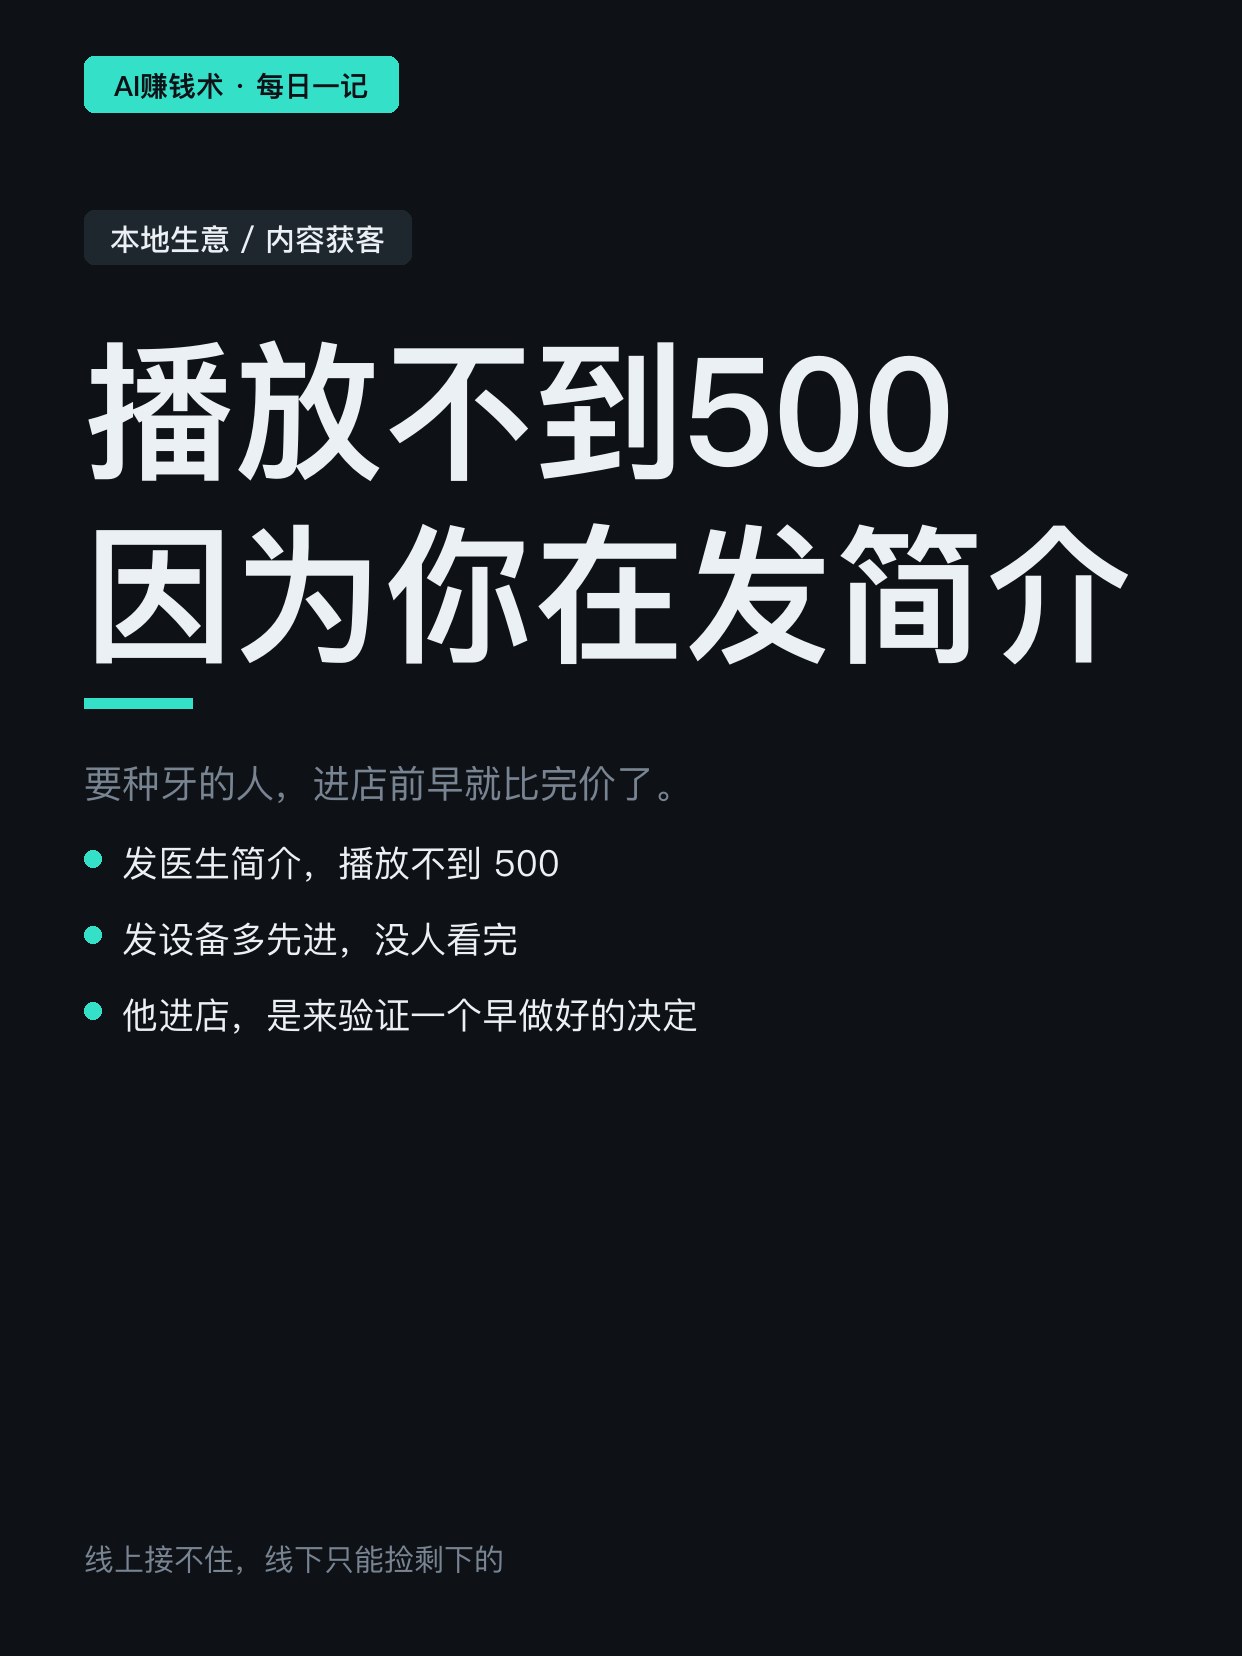 AI赚钱术 · 每日一记
本地生意 / 内容获客
播放不到500
因为你在发简介
要种牙的人，进店前早就比完价了。
发医生简介，播放不到 500
发设备多先进，没人看完
他进店，是来验证一个早做好的决定
线上接不住，线下只能捡剩下的